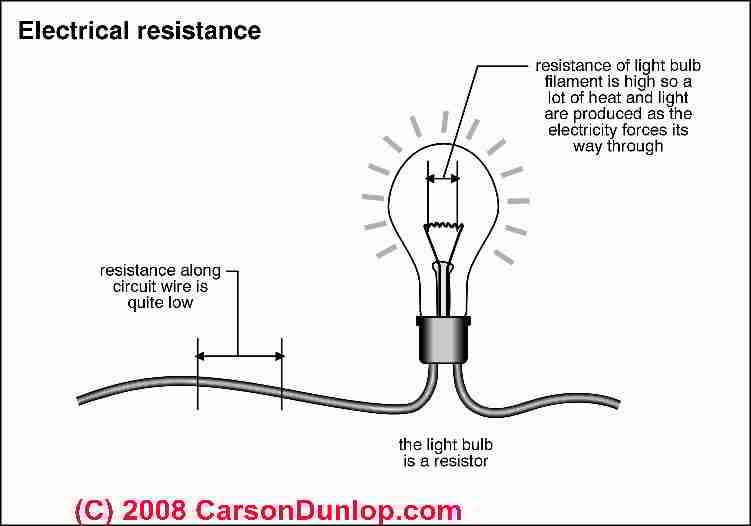 Electrical resistance
resistance of light bulb
filament is high so a
lot of heat and light
are produced as the
electricity forces its
way through
resistance along
circuit wire is
quite low
the light bulb
is a resistor
(C) 2008 CarsonDunlop.com